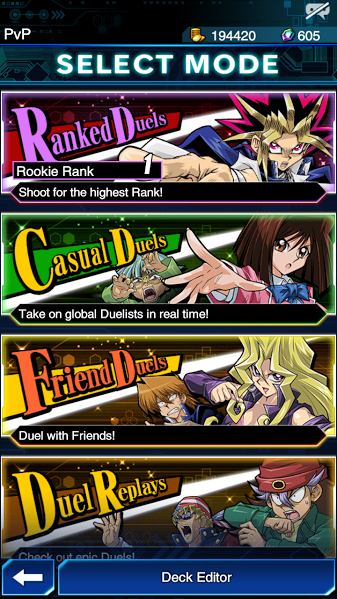 PvP
194420
605
SELECT MODE
Ranked Duels
Rookie Rank 1
Shoot for the highest Rank!
Casual Duels
Take on global Duelists in real time!
Friend Duels
Duel with Friends!
Duel Replays
Check out epic Duels!
Deck Editor